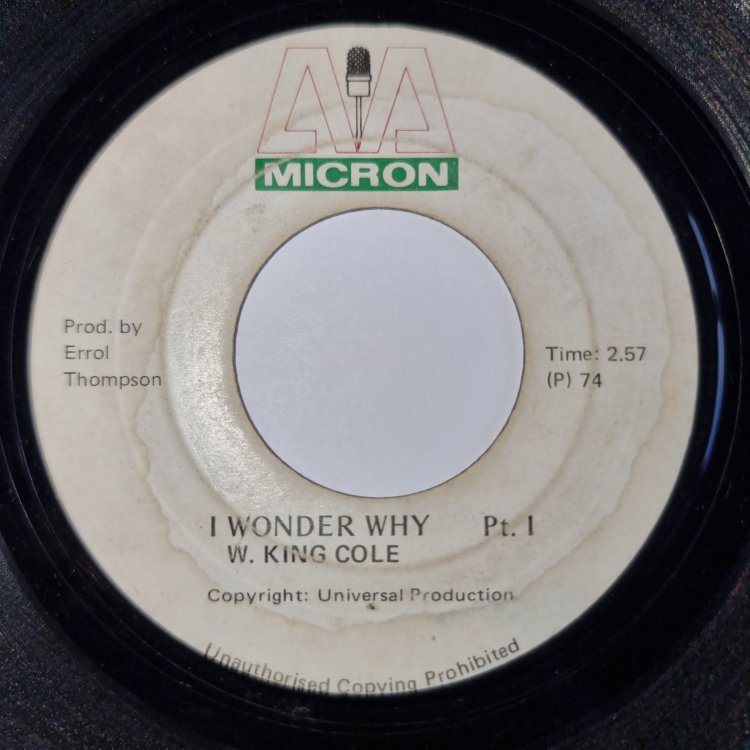 MICRON
Prod. by
Errol
Thompson
Time: 2.57
(P) 74
I WONDER WHY Pt. I
W. KING COLE
Copyright: Universal Production
Unauthorised Copying Prohibited